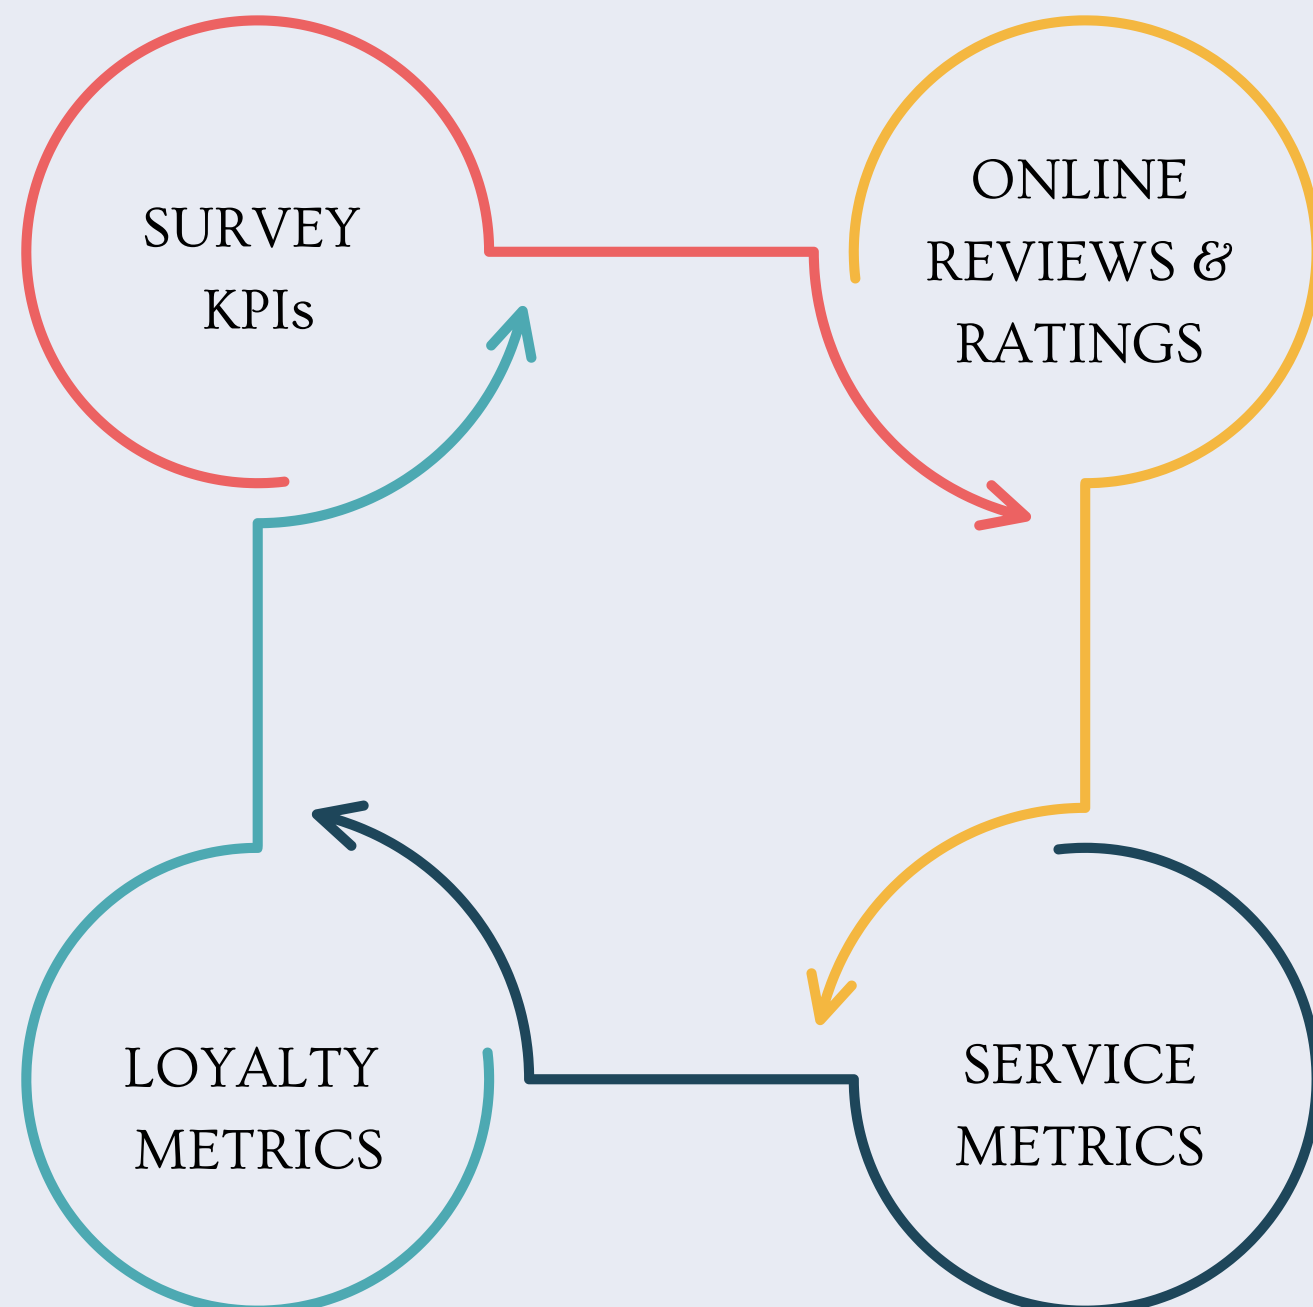 SURVEY
KPIs
ONLINE
REVIEWS &
RATINGS
LOYALTY
METRICS
SERVICE
METRICS